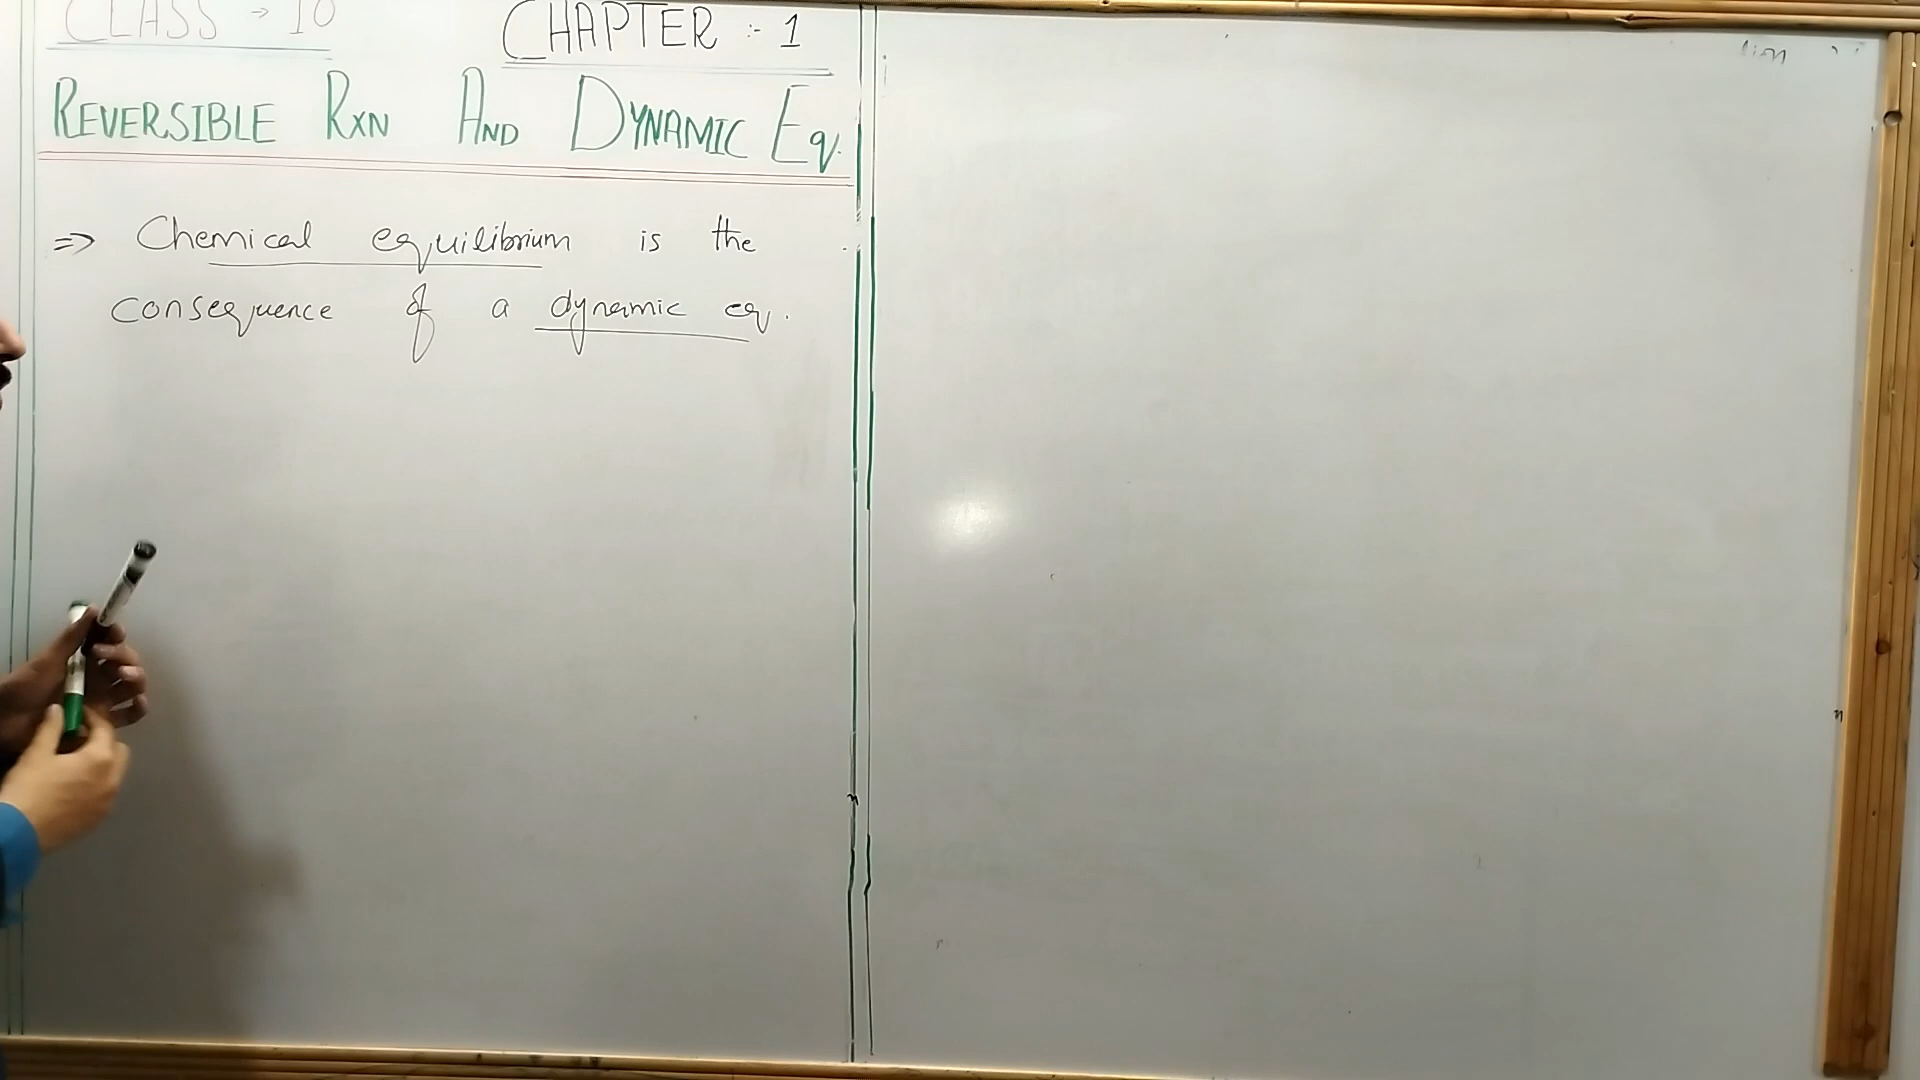 CLASS → 10
CHAPTER :- 1
REVERSIBLE RXN AND DYNAMIC Eq.
⇒ Chemical equilibrium is the
consequence of a dynamic eq.